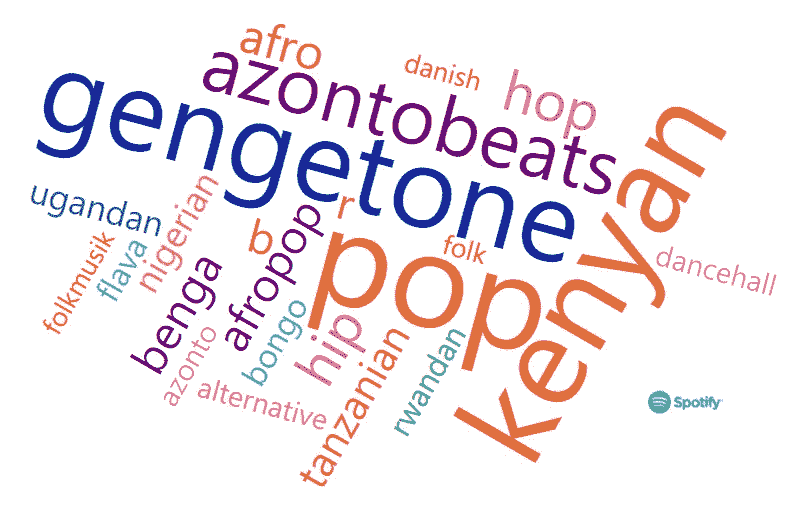 afro
danish
hop
azontobeats
gengetone
kenyan
ugandan
nigerian
r
b
folk
pop
dancehall
folkmusik
flava
benga
afropop
bongo
hip
azonto
alternative
tanzanian
rwandan
Spotify